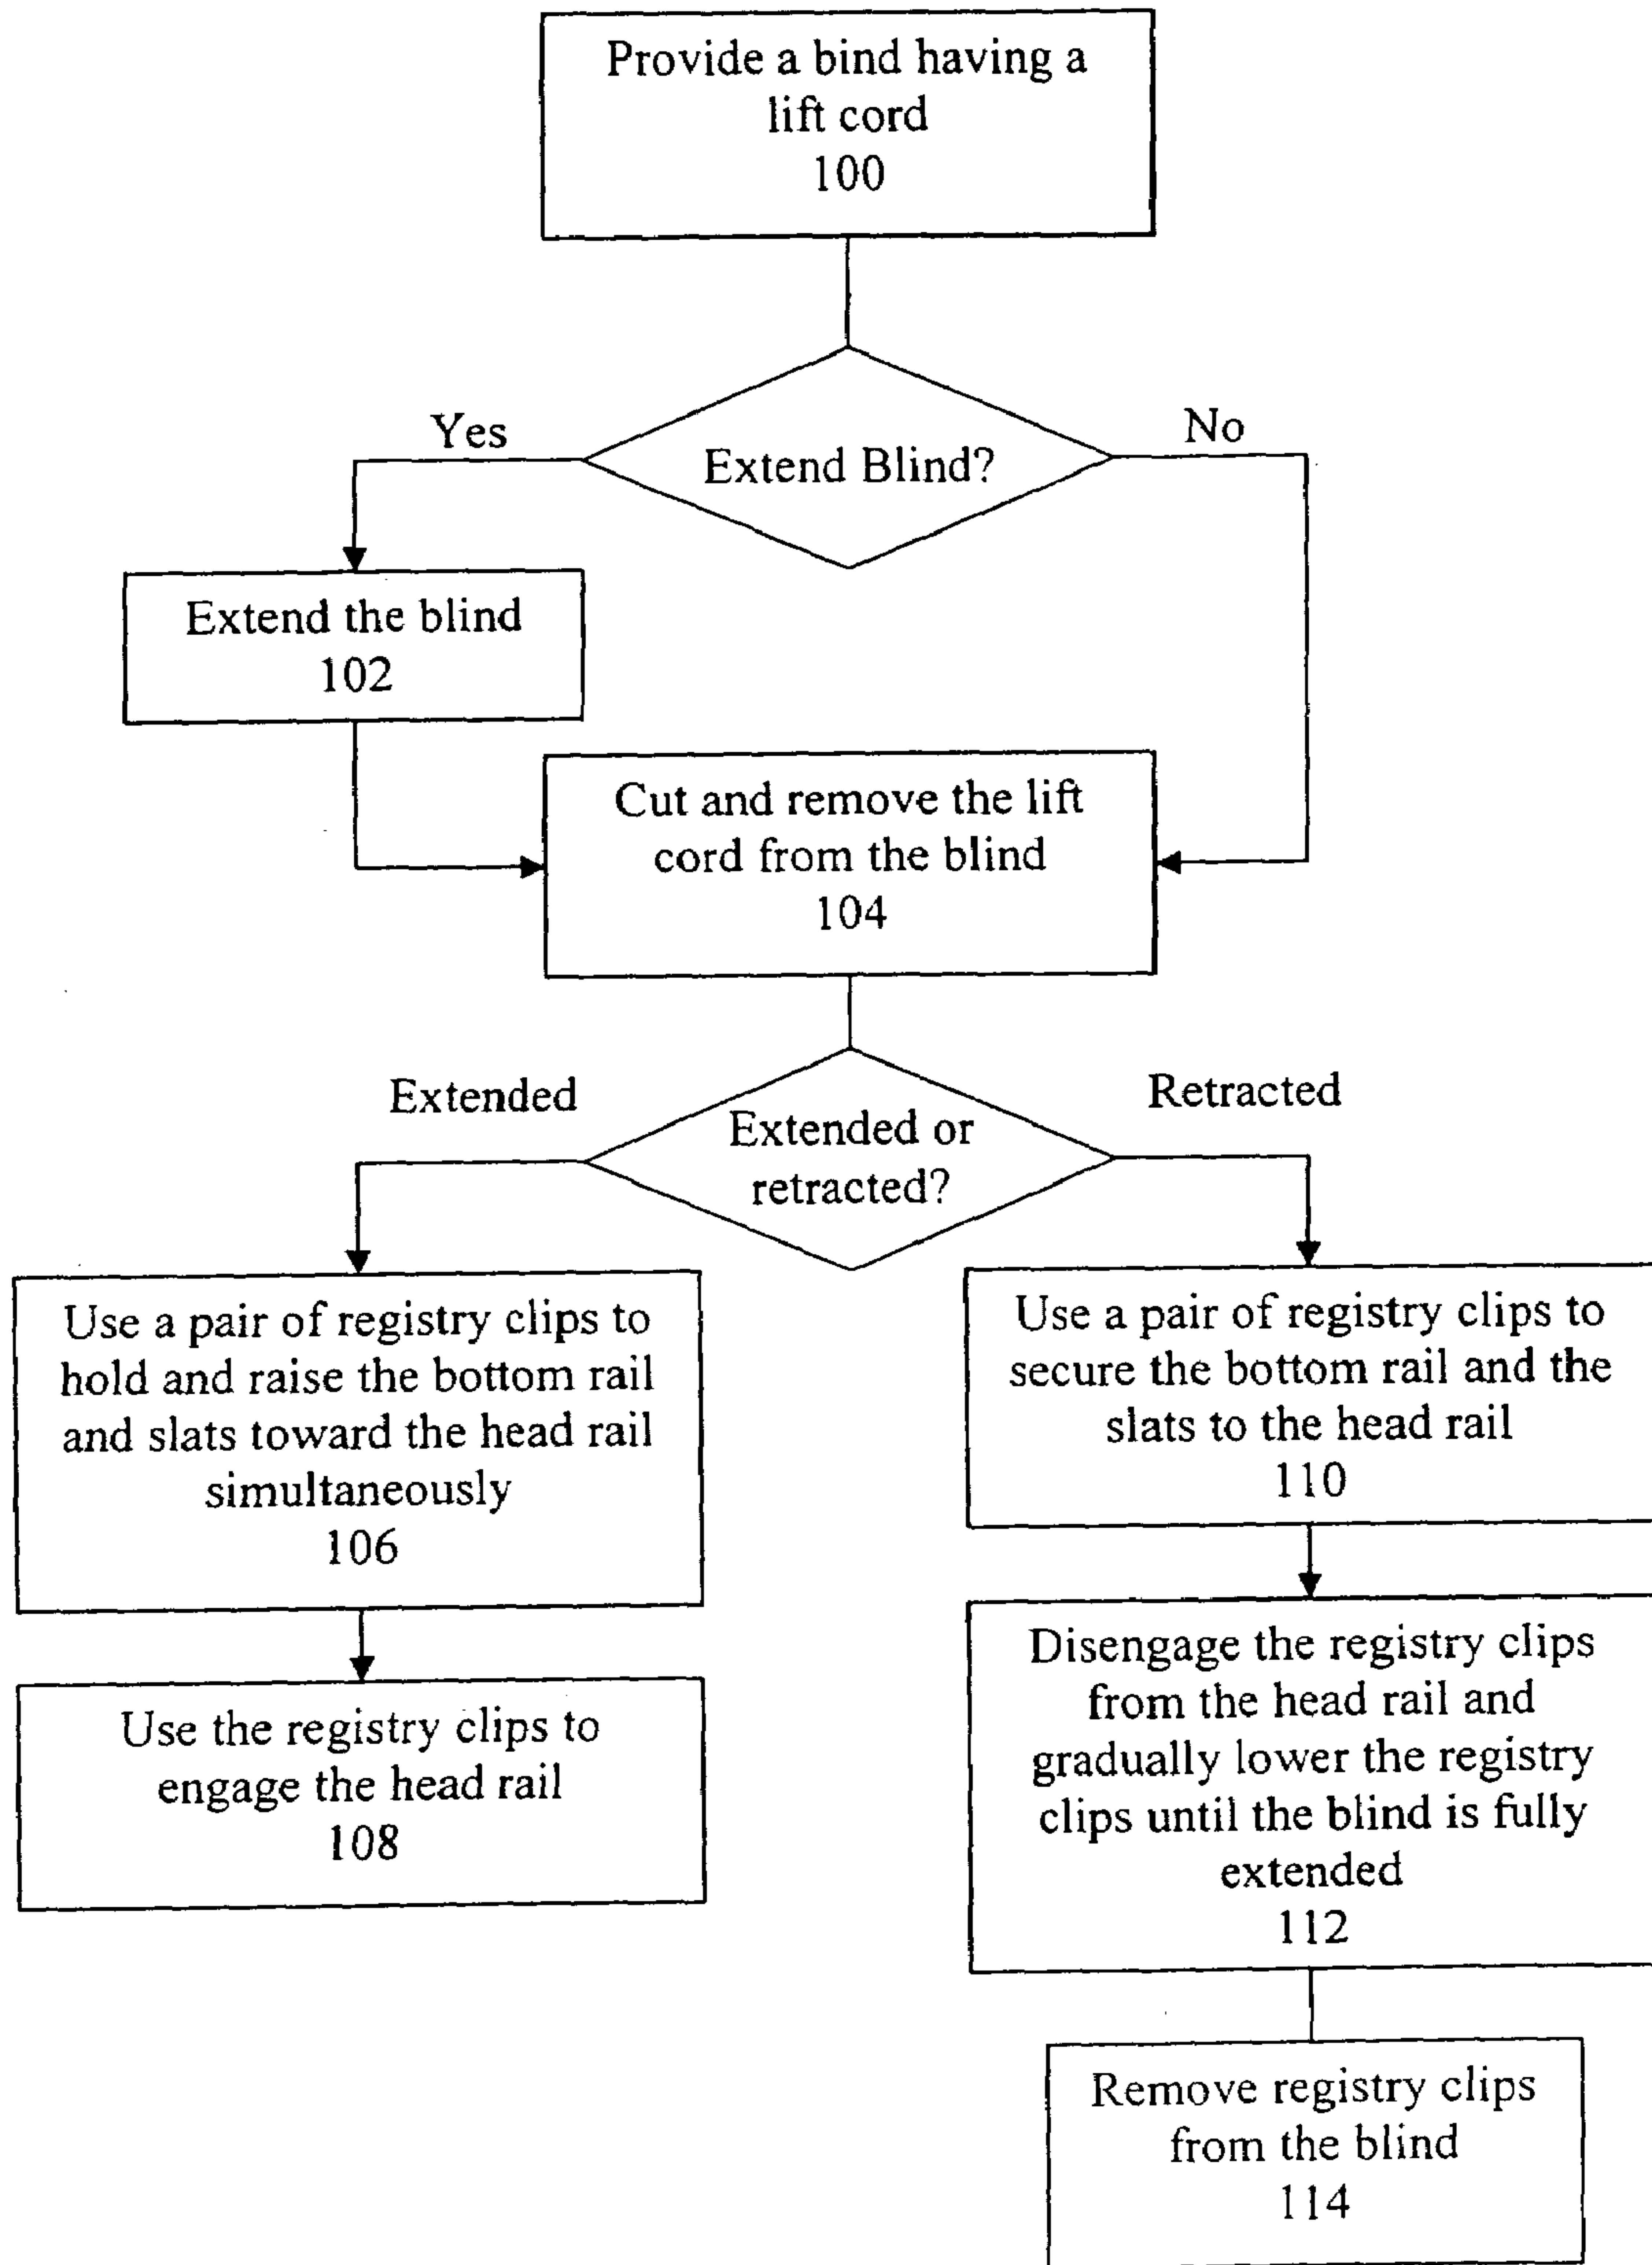 Provide a bind having a
lift cord
100
Extend Blind?
Yes
No
Extend the blind
102
Cut and remove the lift
cord from the blind
104
Extended or
retracted?
Extended
Retracted
Use a pair of registry clips to
hold and raise the bottom rail
and slats toward the head rail
simultaneously
106
Use the registry clips to
engage the head rail
108
Use a pair of registry clips to
secure the bottom rail and the
slats to the head rail
110
Disengage the registry clips
from the head rail and
gradually lower the registry
clips until the blind is fully
extended
112
Remove registry clips
from the blind
114